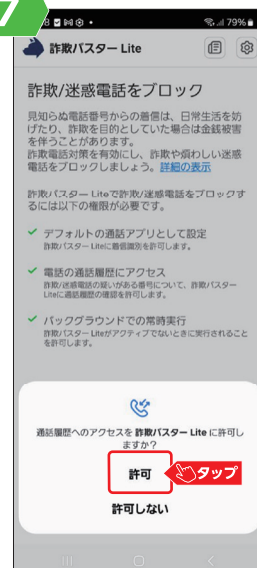 7
8
79%
詐欺バスター Lite
詐欺/迷惑電話をブロック
見知らぬ電話番号からの着信は、日常生活を妨
げたり、詐欺を目的としていた場合は金銭被害
を伴うことがあります。
詐欺電話対策を有効にし、詐欺や煩わしい迷惑
電話をブロックしましょう。詳細の表示
詐欺バスター Liteで詐欺/迷惑電話をブロックす
るには以下の権限が必要です。
デフォルトの通話アプリとして設定
詐欺バスター Liteに着信識別を許可します。
電話の通話履歴にアクセス
詐欺/迷惑電話の疑いがある番号について、詐欺バスター
Liteに通話履歴の確認を許可します。
バックグラウンドでの常時実行
詐欺バスター Liteがアクティブでないときに実行されること
を許可します。
通話履歴へのアクセスを 詐欺バスター Lite に許可し
ますか？
許可
タップ
許可しない